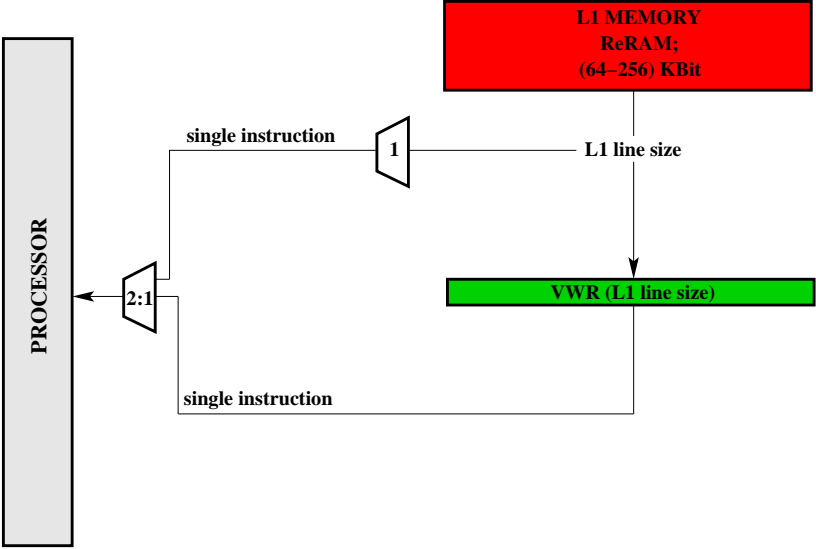 L1 MEMORY
ReRAM;
(64−256) KBit
single instruction
1
L1 line size
PROCESSOR
2:1
VWR (L1 line size)
single instruction